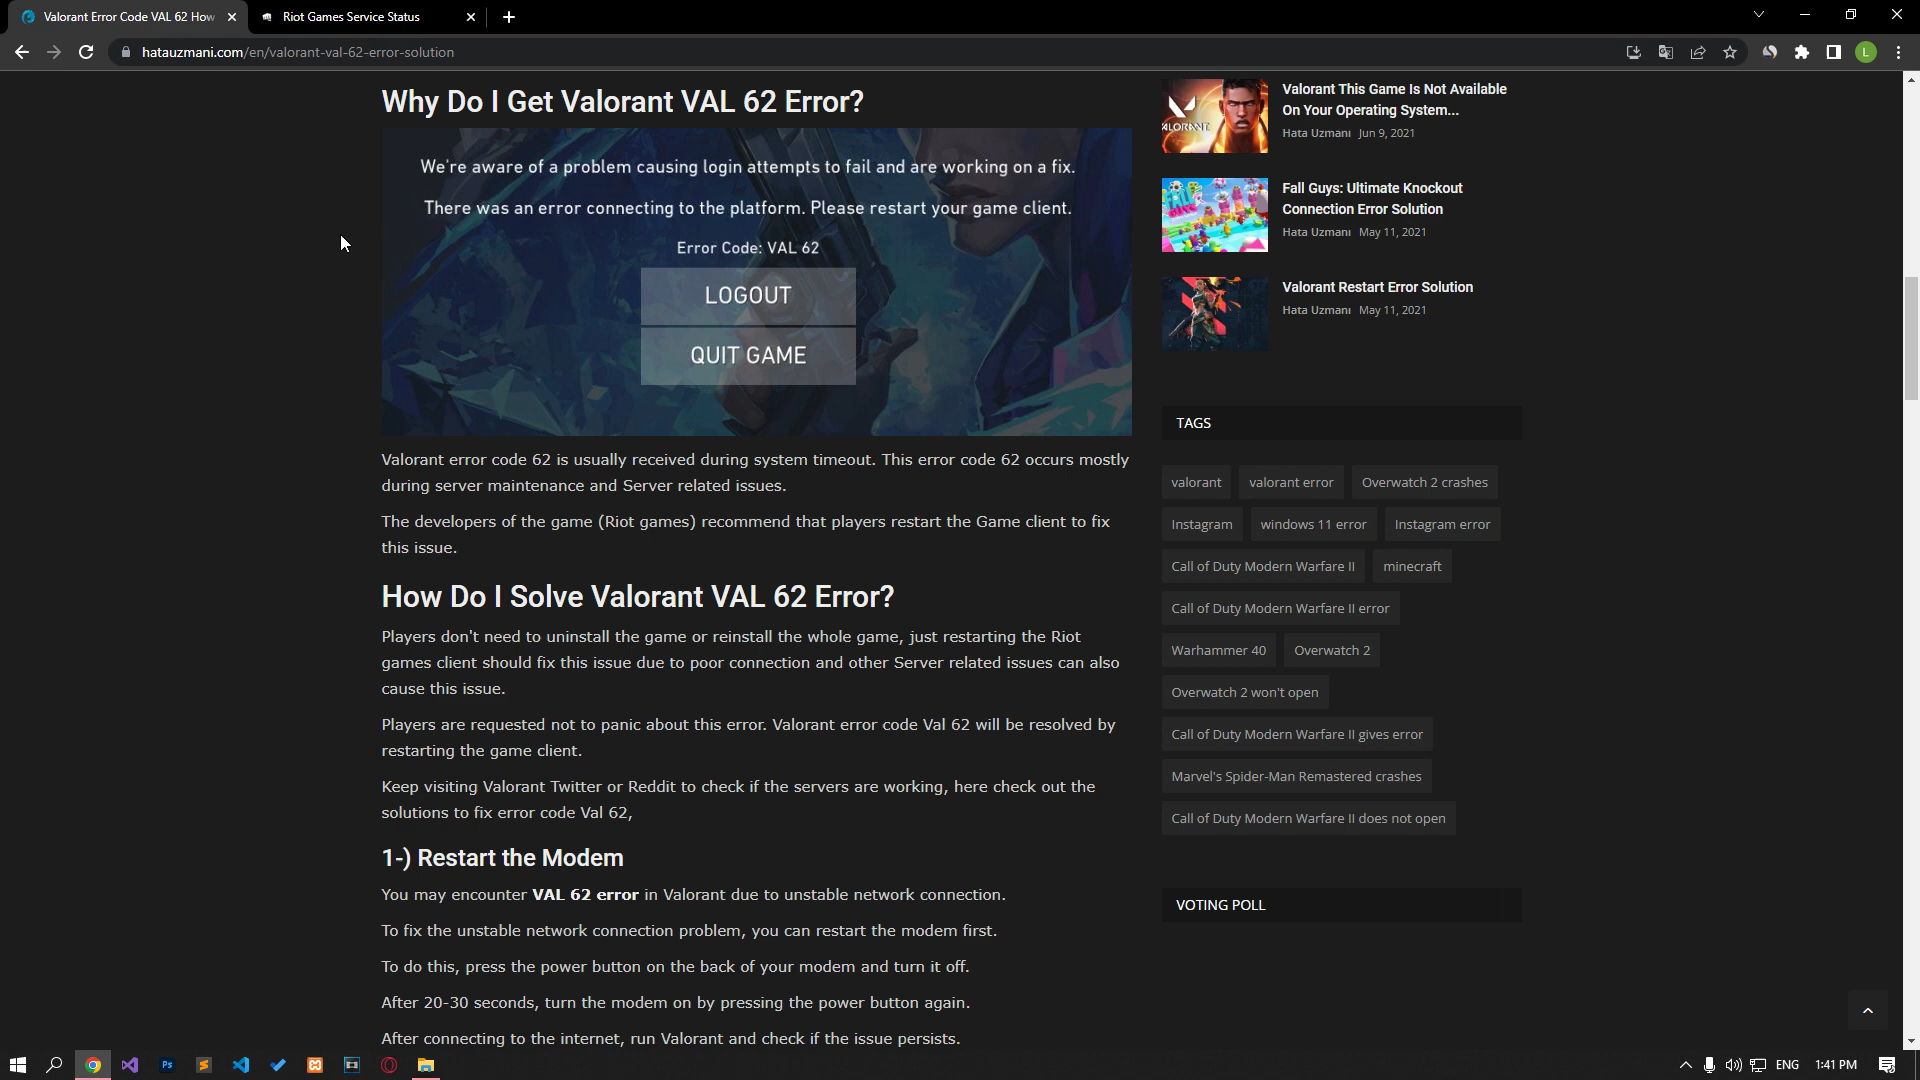 Valorant Error Code VAL 62 How
Riot Games Service Status
hatauzmani.com/en/valorant-val-62-error-solution
L
Why Do I Get Valorant VAL 62 Error?
We're aware of a problem causing login attempts to fail and are working on a fix.
There was an error connecting to the platform. Please restart your game client.
Error Code: VAL 62
LOGOUT
QUIT GAME
Valorant error code 62 is usually received during system timeout. This error code 62 occurs mostly
during server maintenance and Server related issues.
The developers of the game (Riot games) recommend that players restart the Game client to fix
this issue.
How Do I Solve Valorant VAL 62 Error?
Players don't need to uninstall the game or reinstall the whole game, just restarting the Riot
games client should fix this issue due to poor connection and other Server related issues can also
cause this issue.
Players are requested not to panic about this error. Valorant error code Val 62 will be resolved by
restarting the game client.
Keep visiting Valorant Twitter or Reddit to check if the servers are working, here check out the
solutions to fix error code Val 62,
1-) Restart the Modem
You may encounter VAL 62 error in Valorant due to unstable network connection.
To fix the unstable network connection problem, you can restart the modem first.
To do this, press the power button on the back of your modem and turn it off.
After 20-30 seconds, turn the modem on by pressing the power button again.
After connecting to the internet, run Valorant and check if the issue persists.
Valorant This Game Is Not Available
On Your Operating System...
Hata Uzmanı Jun 9, 2021
Fall Guys: Ultimate Knockout
Connection Error Solution
Hata Uzmanı May 11, 2021
Valorant Restart Error Solution
Hata Uzmanı May 11, 2021
TAGS
valorant valorant error Overwatch 2 crashes
Instagram windows 11 error Instagram error
Call of Duty Modern Warfare II minecraft
Call of Duty Modern Warfare II error
Warhammer 40 Overwatch 2
Overwatch 2 won't open
Call of Duty Modern Warfare II gives error
Marvel's Spider-Man Remastered crashes
Call of Duty Modern Warfare II does not open
VOTING POLL
Ps
ENG 1:41 PM